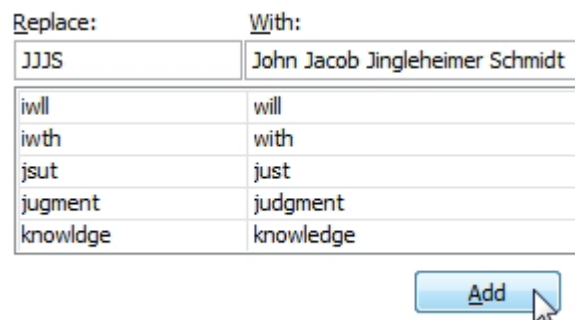 Replace: With:
JJJS John Jacob Jingleheimer Schmidt
iwll will
iwth with
jsut just
jugment judgment
knowldge knowledge
Add